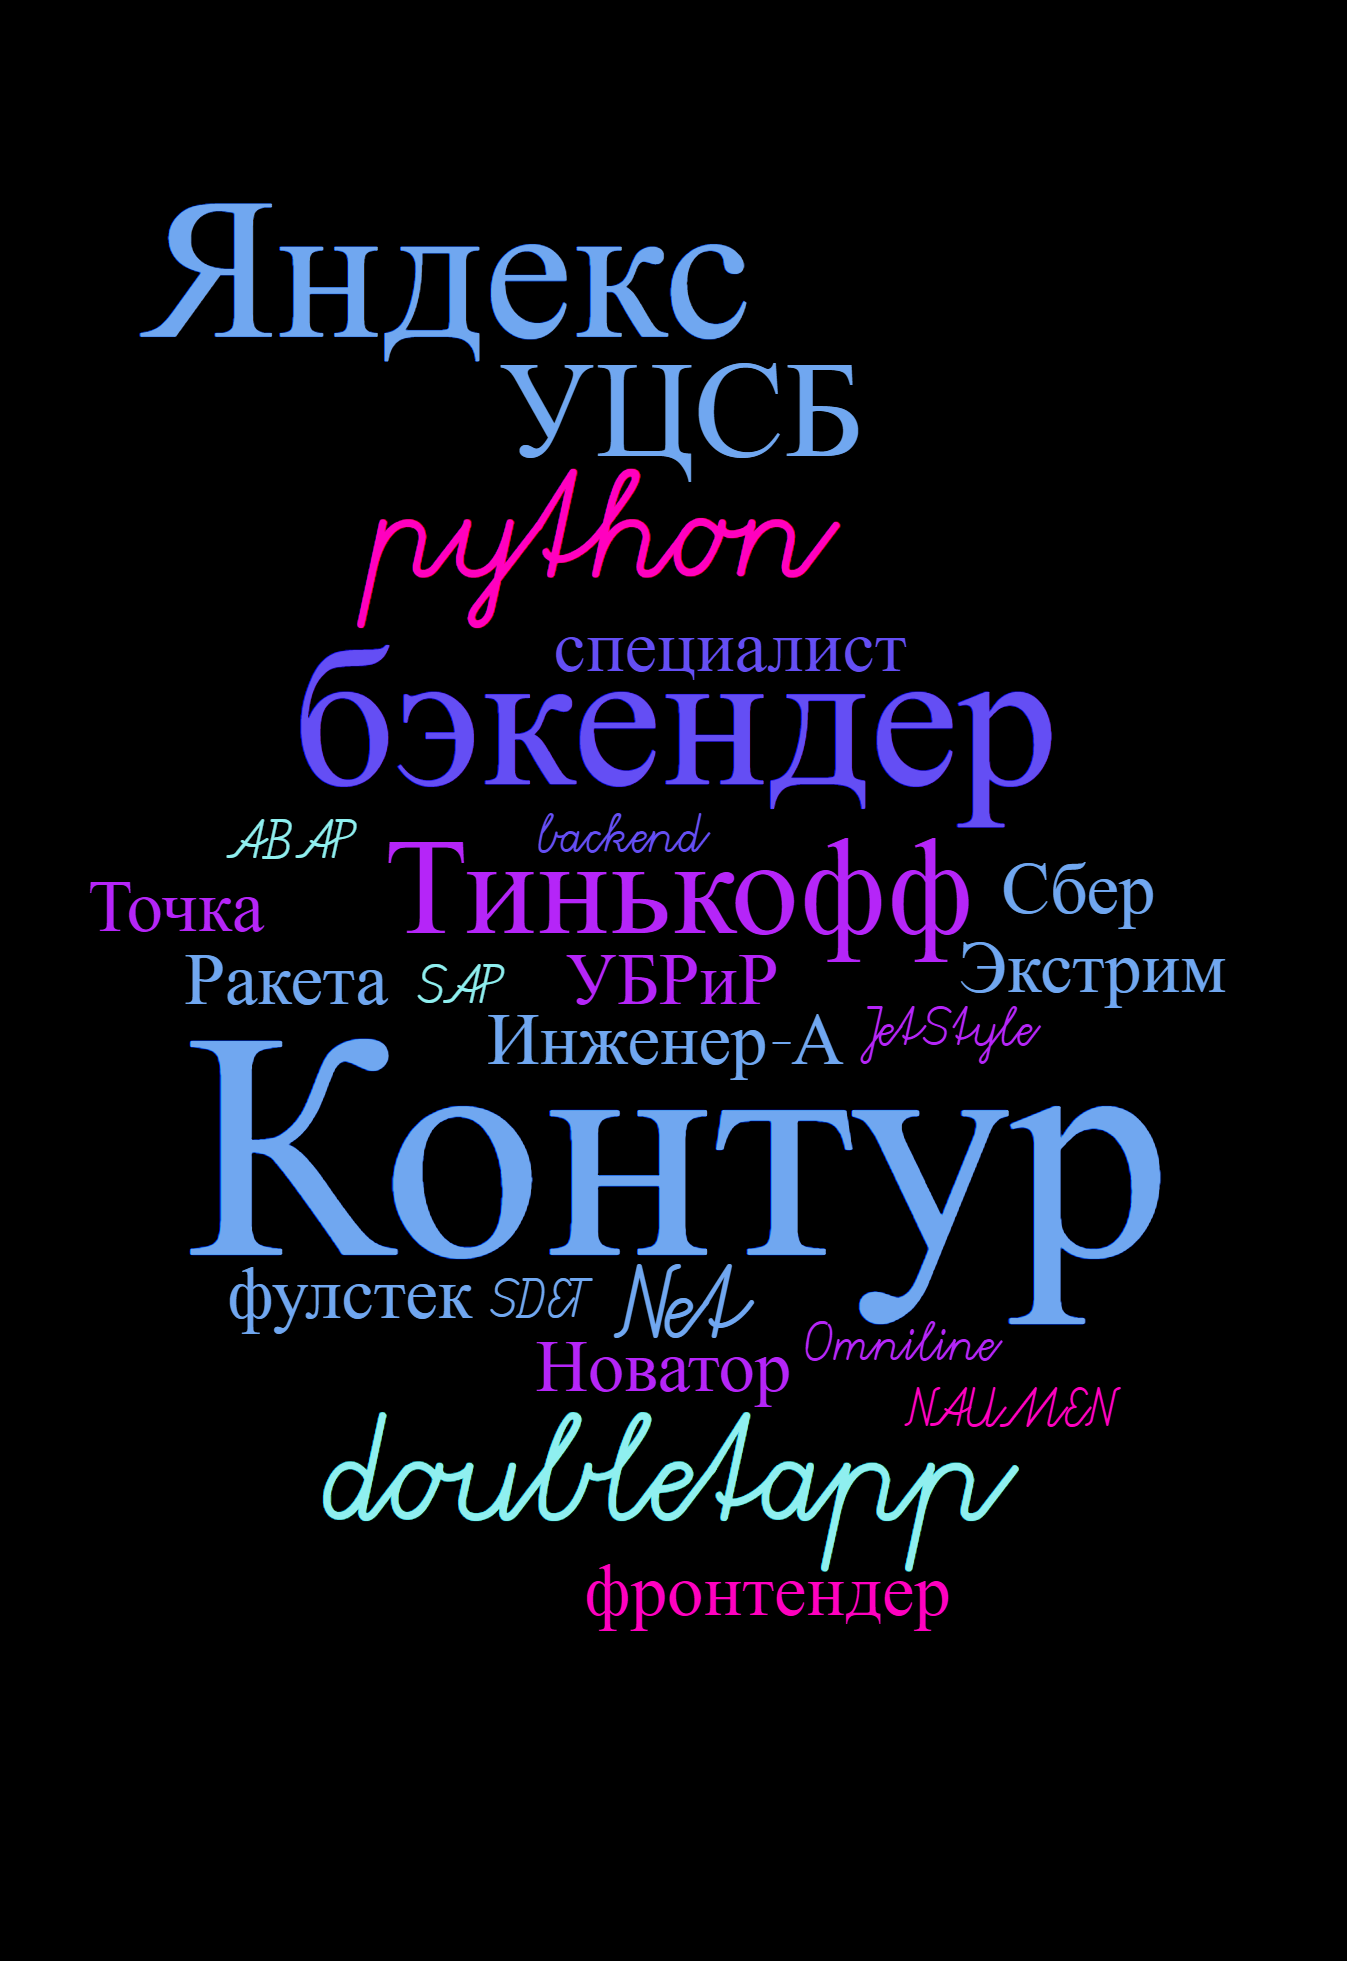 Яндекс
УЦСБ
python
специалист
бэкендер
ABAP
backend
Тинькофф
Сбер
Точка
Экстрим
Ракета
SAP
УБРиР
Инженер-А
JetStyle
Контур
фулстек
SDET
Net
Omniline
Новатор
NAUMEN
doubletapp
фронтендер